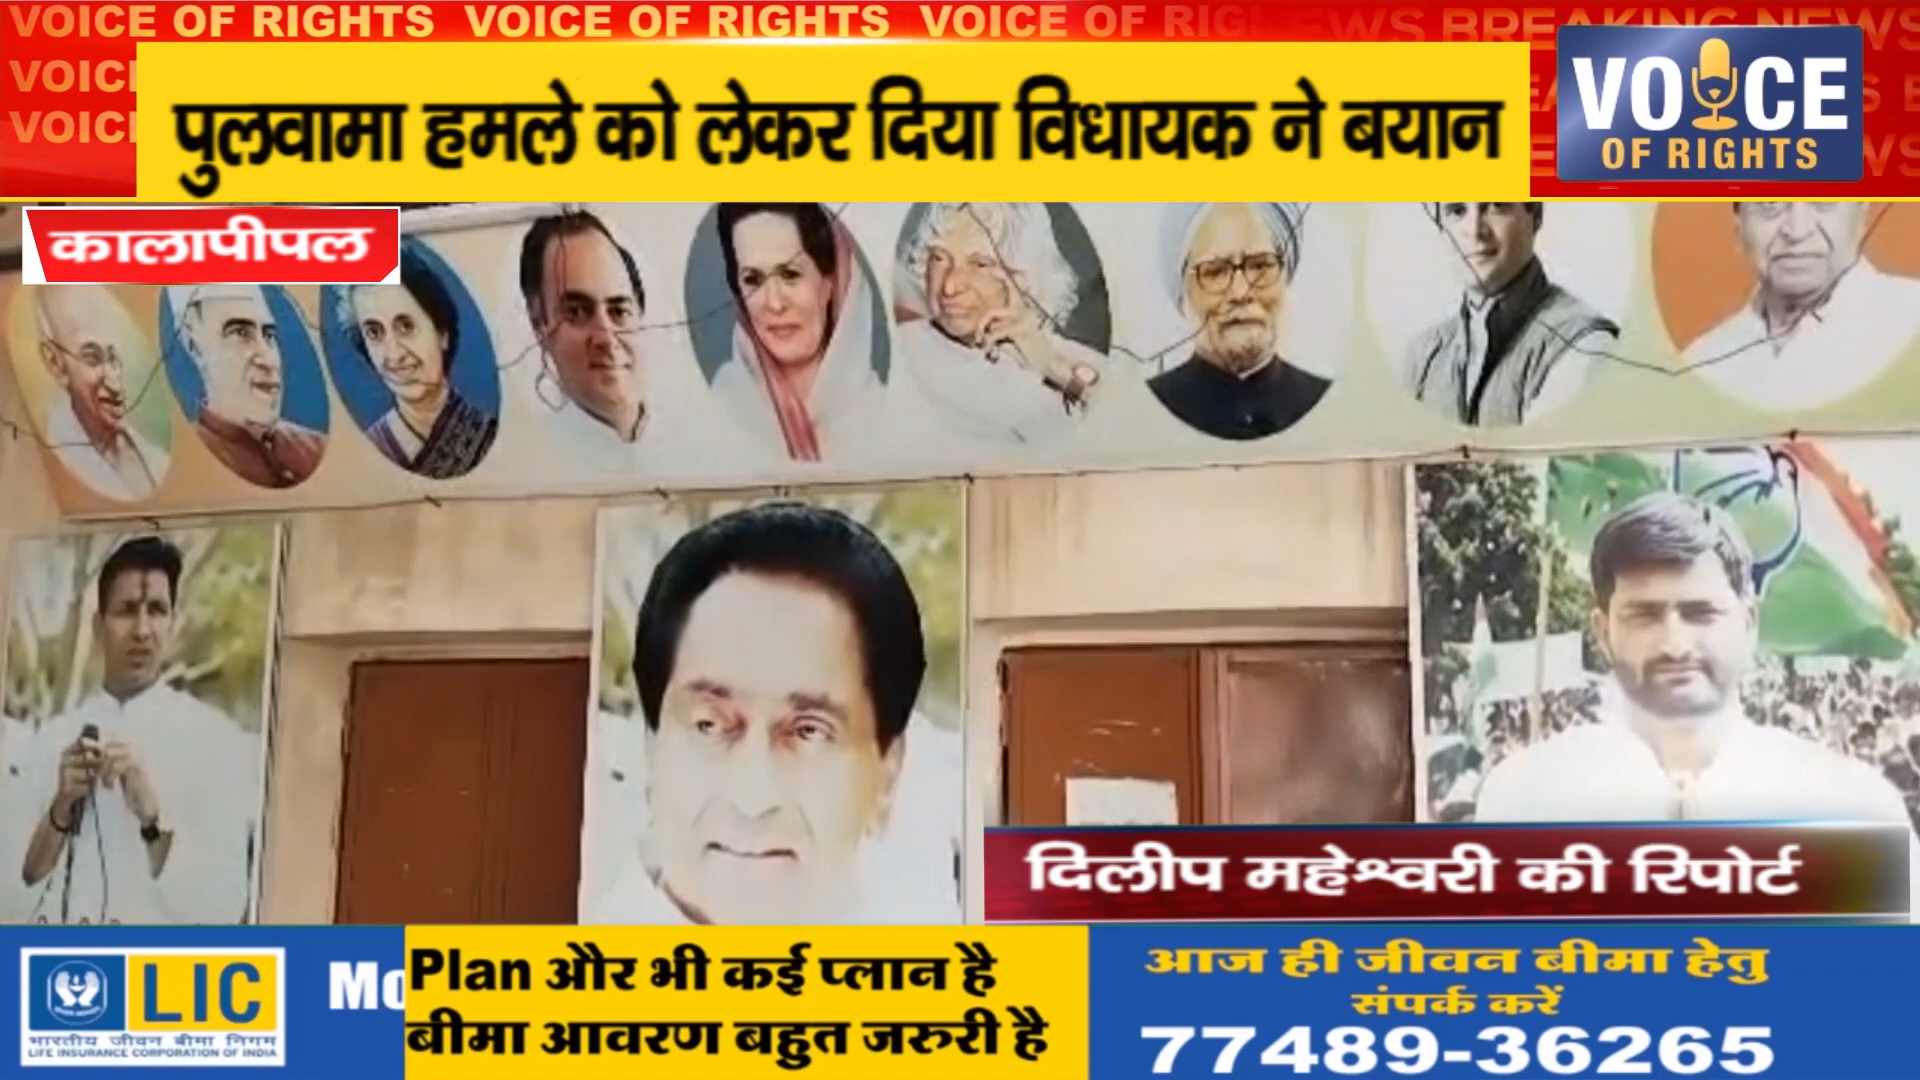 VOICE OF RIGHTS VOICE OF RIGHTS VOICE OF RIG
पुलवामा हमले को लेकर दिया विधायक ने बयान
VOICE
OF RIGHTS
कालापीपल
दिलीप महेश्वरी की रिपोर्ट
LIC
भारतीय जीवन बीमा निगम
LIFE INSURANCE CORPORATION OF INDIA
Plan और भी कई प्लान है
बीमा आवरण बहुत जरुरी है
आज ही जीवन बीमा हेतु
संपर्क करें
77489-36265